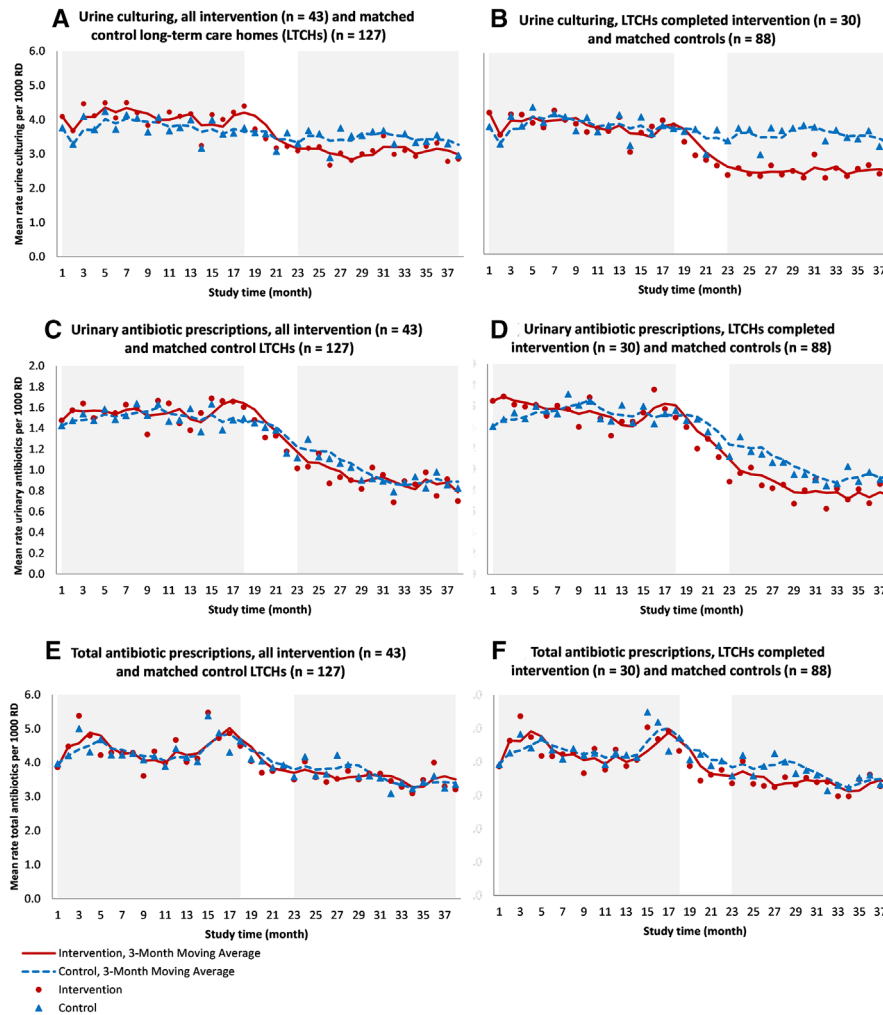 A Urine culturing, all intervention (n = 43) and matched
control long-term care homes (LTCHs) (n = 127)
Mean rate urine culturing per 1000 RD
6.0
5.0
4.0
3.0
2.0
1.0
0.0
1 3 5 7 9 11 13 15 17 19 21 23 25 27 29 31 33 35 37
Study time (month)
B Urine culturing, LTCHs completed intervention (n = 30)
and matched controls (n = 88)
1 3 5 7 9 11 13 15 17 19 21 23 25 27 29 31 33 35 37
Study time (month)
C Urinary antibiotic prescriptions, all intervention (n = 43)
and matched control LTCHs (n = 127)
Mean rate urinary antibiotics per 1000 RD
2.0
1.8
1.6
1.4
1.2
1.0
0.8
0.6
0.4
0.2
0.0
1 3 5 7 9 11 13 15 17 19 21 23 25 27 29 31 33 35 37
Study time (month)
D Urinary antibiotic prescriptions, LTCHs completed
intervention (n = 30) and matched controls (n = 88)
1 3 5 7 9 11 13 15 17 19 21 23 25 27 29 31 33 35 37
Study time (month)
E Total antibiotic prescriptions, all intervention (n = 43)
and matched control LTCHs (n = 127)
Mean rate total antibiotics per 1000 RD
6.0
5.0
4.0
3.0
2.0
1.0
0.0
1 3 5 7 9 11 13 15 17 19 21 23 25 27 29 31 33 35 37
Study time (month)
F Total antibiotic prescriptions, LTCHs completed
intervention (n = 30) and matched controls (n = 88)
1 3 5 7 9 11 13 15 17 19 21 23 25 27 29 31 33 35 37
Study time (month)
Intervention, 3-Month Moving Average
Control, 3-Month Moving Average
Intervention
Control